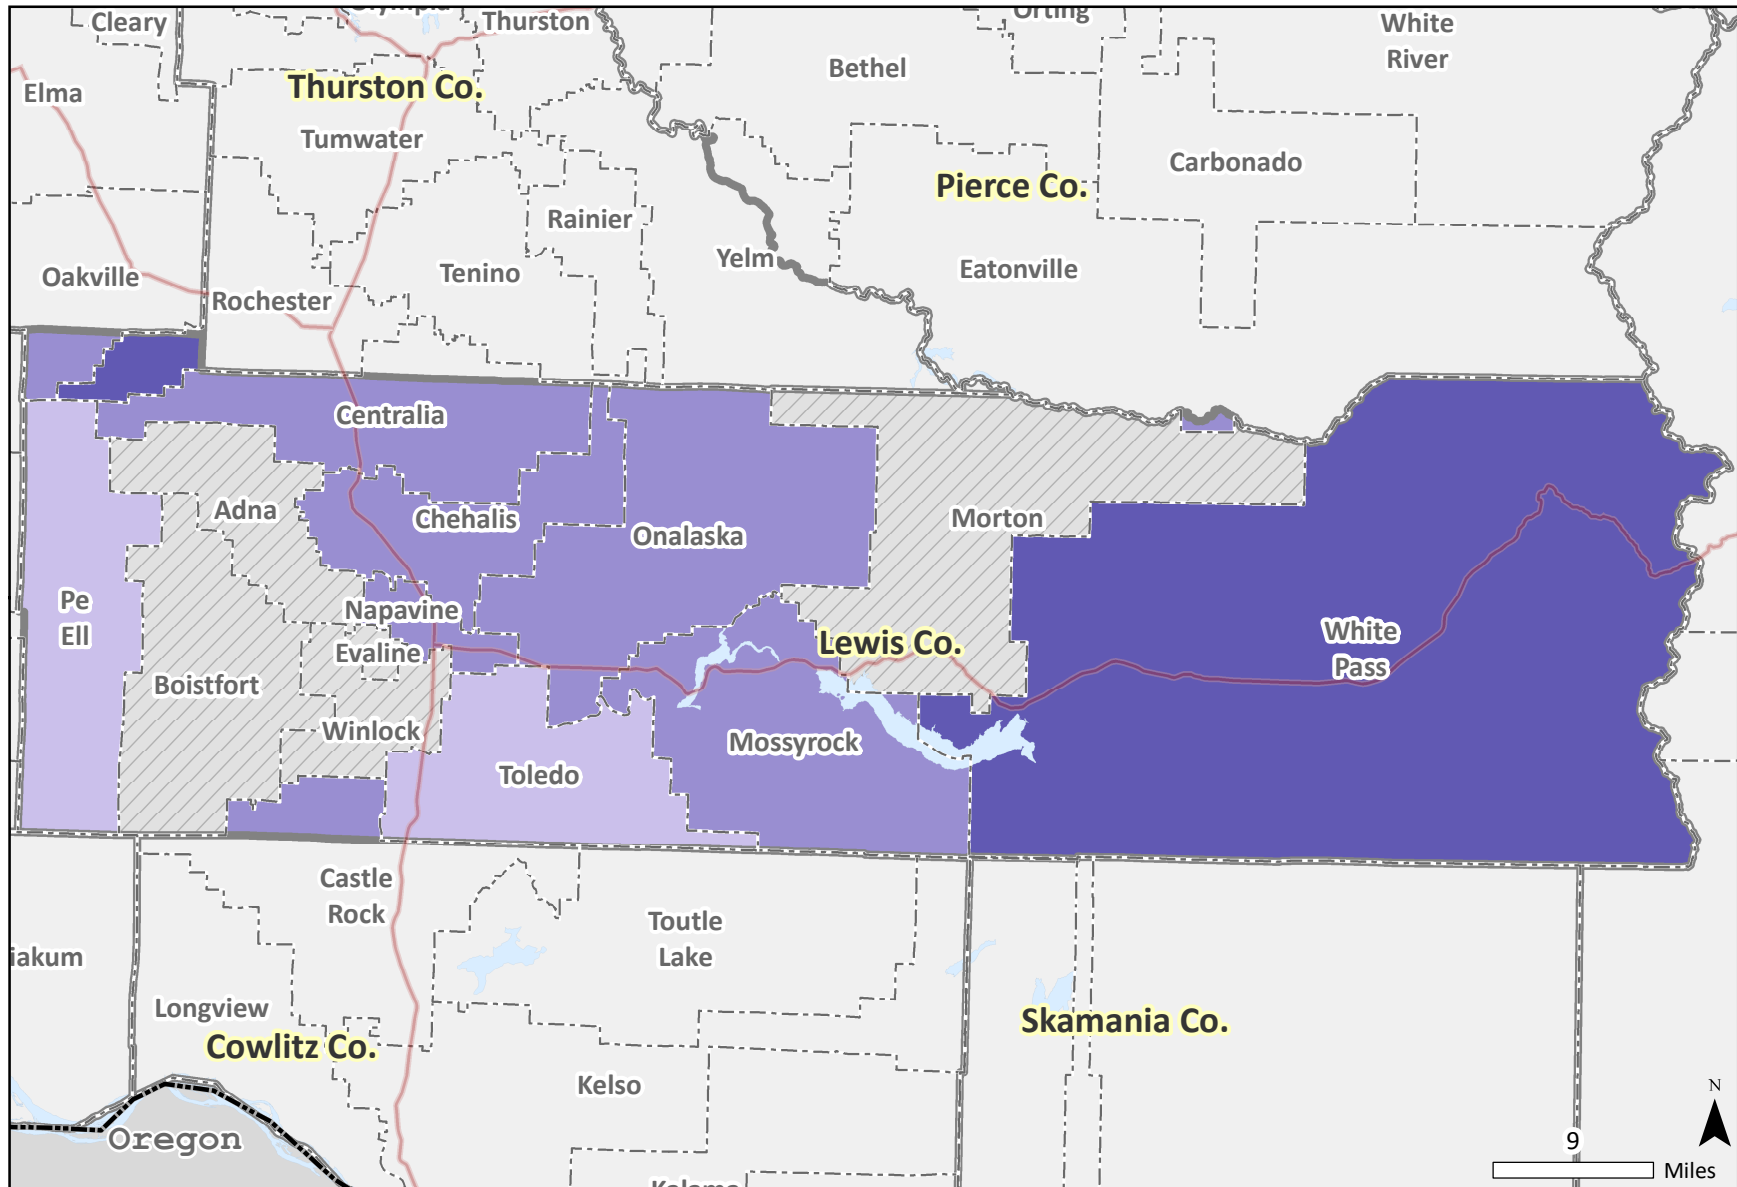 Cleary
Thurston
White
River
Bethel
Thurston Co.
Elma
Tumwater
Carbonado
Pierce Co.
Rainier
Yelm
Eatonville
Tenino
Oakville
Rochester
Centralia
Adna
Chehalis
Onalaska
Morton
Pe
Ell
Napavine
Lewis Co.
Evaline
White
Pass
Boistfort
Winlock
Mossyrock
Toledo
Castle
Rock
Toutle
Lake
iakum
Longview
Cowlitz Co.
Skamania Co.
Kelso
Oregon
N
9
Miles